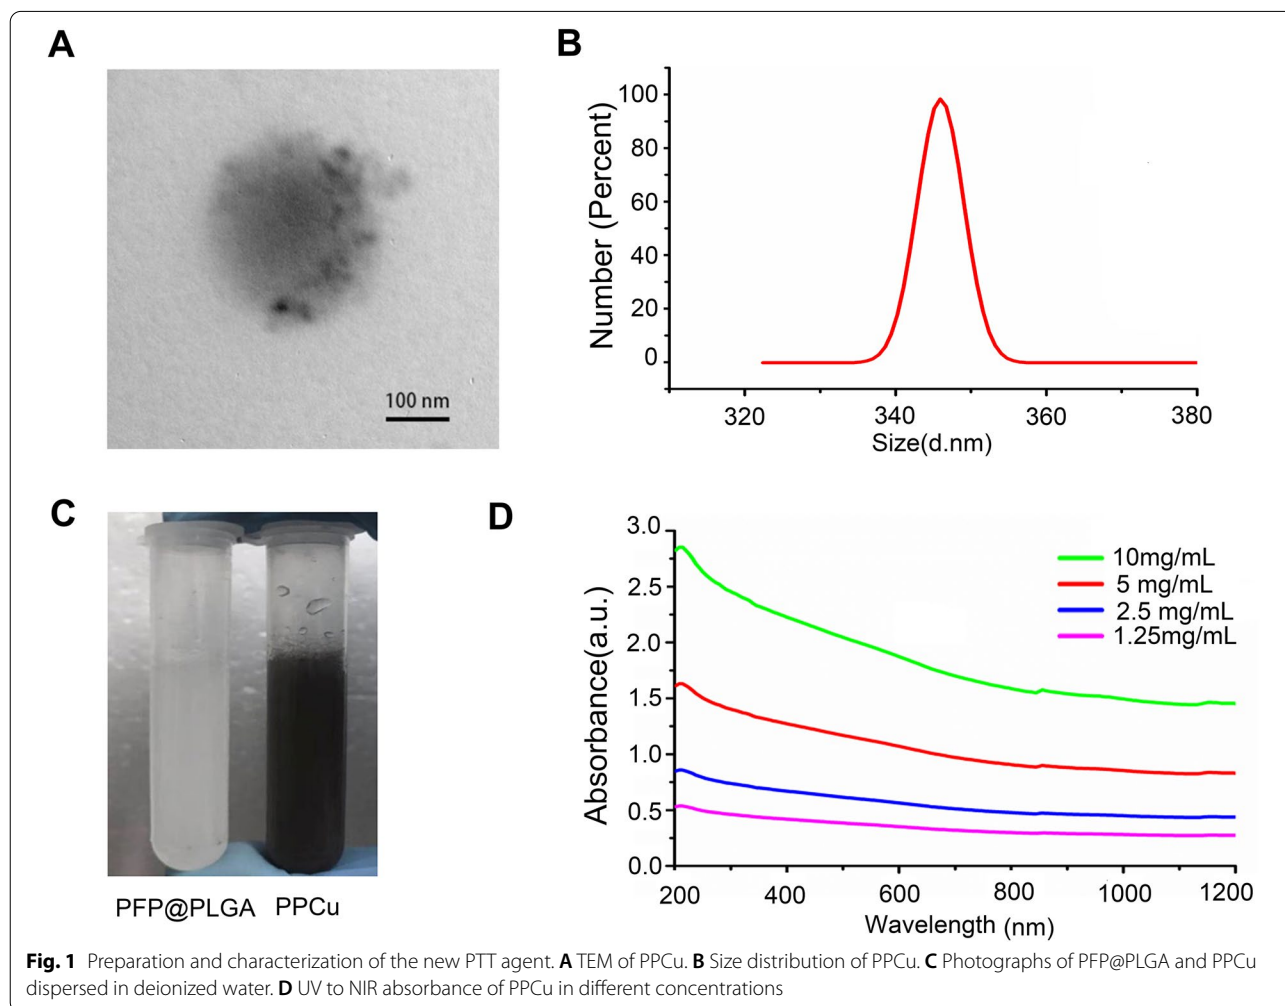 A
100 nm
B
Number (Percent)
100
80
60
40
20
0
320 340 360 380
Size(d.nm)
C
PFP@PLGA PPCu
D
Absorbance(a.u.)
3.0
2.5
2.0
1.5
1.0
0.5
0.0
10mg/mL
5 mg/mL
2.5 mg/mL
1.25mg/mL
200 400 600 800 1000 1200
Wavelength (nm)
Fig. 1 Preparation and characterization of the new PTT agent. A TEM of PPCu. B Size distribution of PPCu. C Photographs of PFP@PLGA and PPCu
dispersed in deionized water. D UV to NIR absorbance of PPCu in different concentrations